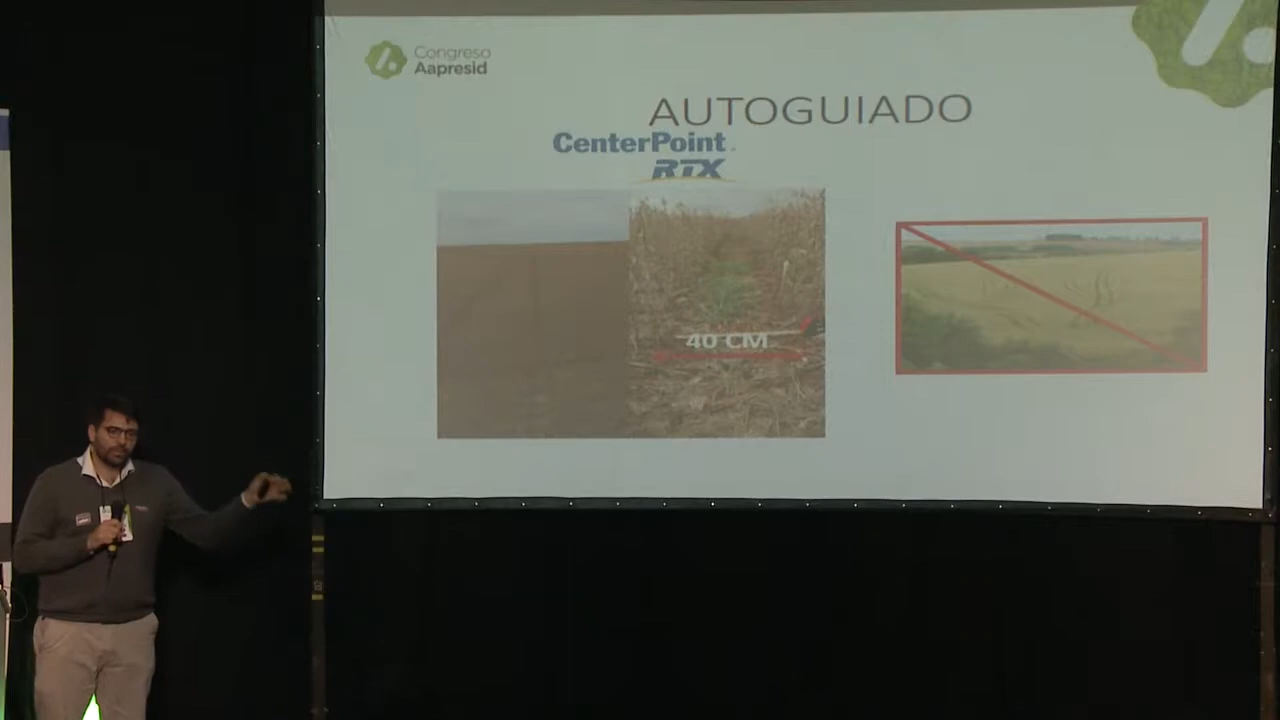 Congreso
Aapresid
AUTOGUIADO
CenterPoint
RTX
40 CM